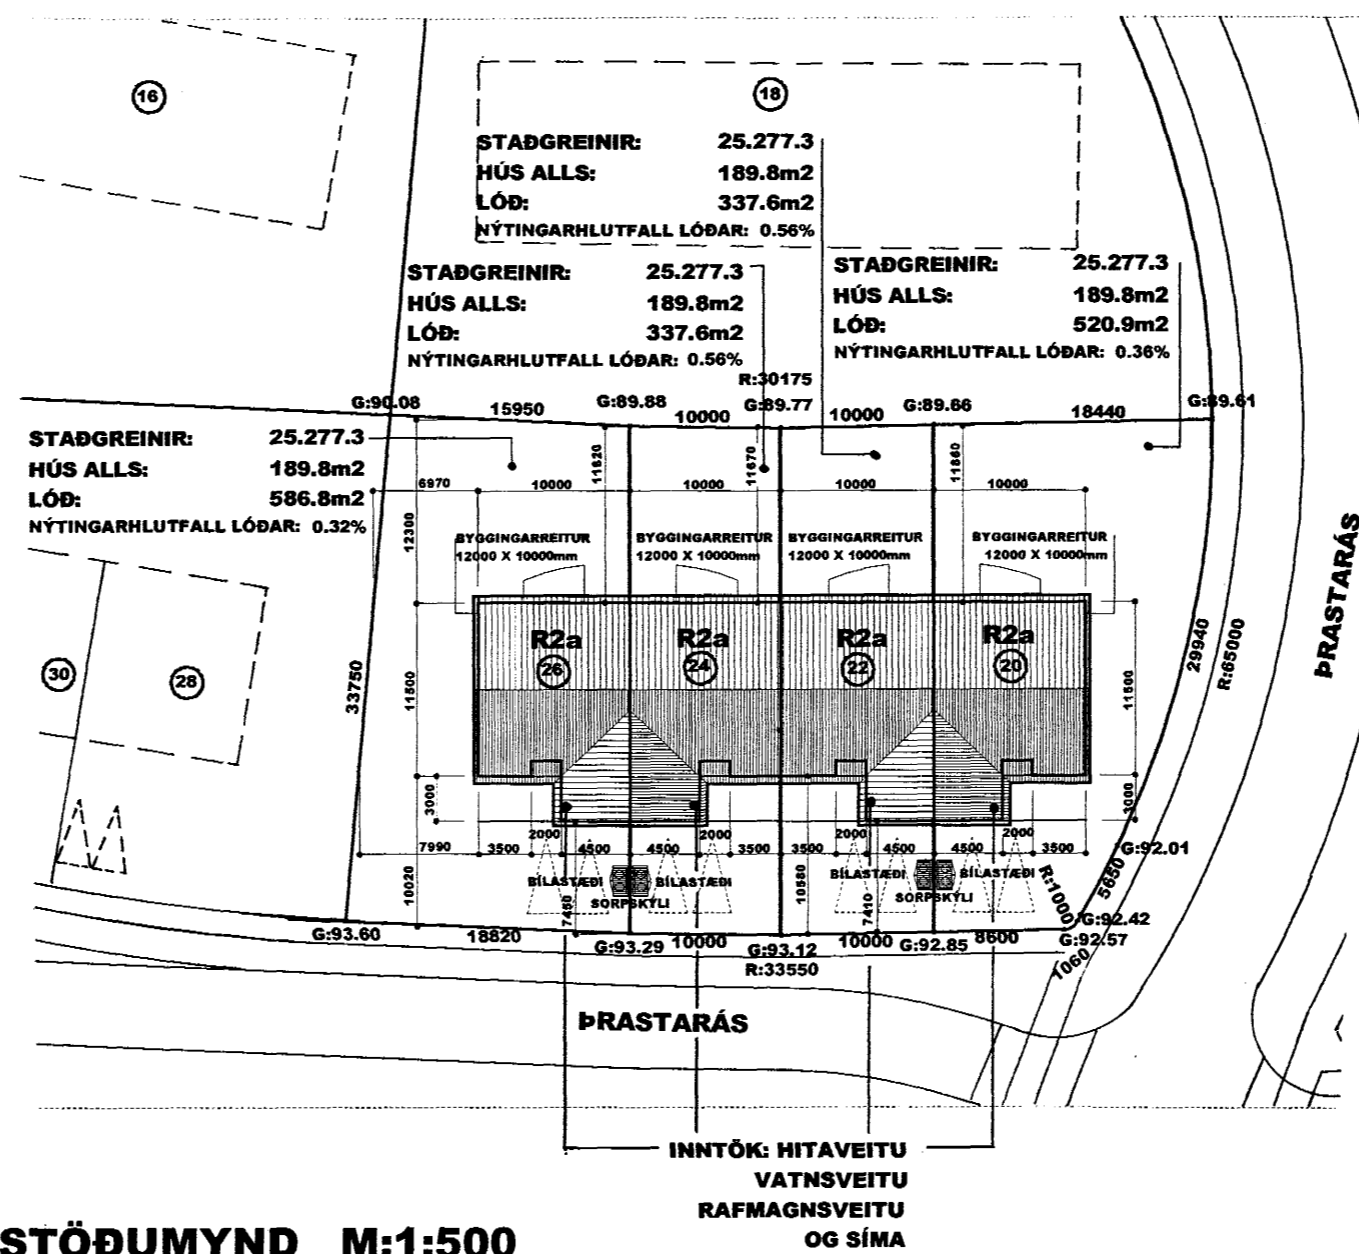 16
18
STAÐGREINIR: 25.277.3
HÚS ALLS: 189.8m2
LÓÐ: 337.6m2
NÝTINGARHLUTFALL LÓÐAR: 0.56%
STAÐGREINIR: 25.277.3
HÚS ALLS: 189.8m2
LÓÐ: 337.6m2
NÝTINGARHLUTFALL LÓÐAR: 0.56%
STAÐGREINIR: 25.277.3
HÚS ALLS: 189.8m2
LÓÐ: 520.9m2
NÝTINGARHLUTFALL LÓÐAR: 0.36%
R:30175
G:90.08 15950 G:89.88 10000 G:89.77 10000 G:89.66 18440 G:89.61
STAÐGREINIR: 25.277.3
HÚS ALLS: 189.8m2
LÓÐ: 586.8m2
NÝTINGARHLUTFALL LÓÐAR: 0.32%
11820 11670 11860
6970 10000 10000 10000 10000
12300
BYGGINGARREITUR
12000 X 10000mm
BYGGINGARREITUR
12000 X 10000mm
BYGGINGARREITUR
12000 X 10000mm
BYGGINGARREITUR
12000 X 10000mm
ÞRASTARÁS
R2a R2a R2a R2a
26 24 22 20
30 28
33750 11500 11500
29940
R:65000
3000 3000
2000 2000 2000 2000
7990 3500 4500 4500 3500 3500 4500 4500 3500
G:92.01
BÍLASTÆÐI BÍLASTÆÐI BÍLASTÆÐI BÍLASTÆÐI
SORPSKÝLI SORPSKÝLI
10020 7450 10580 7410
R:1000
5650
G:92.42
G:92.57
1060
G:93.60 18820 G:93.29 10000 G:93.12 10000 G:92.85 8600
R:33550
ÞRASTARÁS
INNTÖK: HITAVEITU
VATNSVEITU
RAFMAGNSVEITU
OG SÍMA
STÖÐUMYND M:1:500